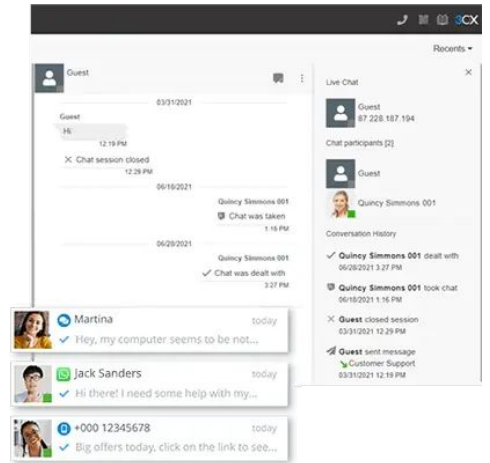 3CX
Recents
Guest
03/31/2021
Guest
Hi
12:19 PM
Chat session closed
12:29 PM
06/18/2021
Quincy Simmons 001
Chat was taken
1:16 PM
06/28/2021
Quincy Simmons 001
Chat was dealt with
3:27 PM
Live Chat
Guest
87.228.187.194
Chat participants [2]
Guest
Quincy Simmons 001
Conversation History
Quincy Simmons 001 dealt with
06/28/2021 3:27 PM
Quincy Simmons 001 took chat
06/18/2021 1:16 PM
Guest closed session
03/31/2021 12:29 PM
Guest sent message
Customer Support
03/31/2021 12:19 PM
Martina today
Hey, my computer seems to be not...
Jack Sanders today
Hi there! I need some help with my...
+000 12345678 today
Big offers today, click on the link to see...